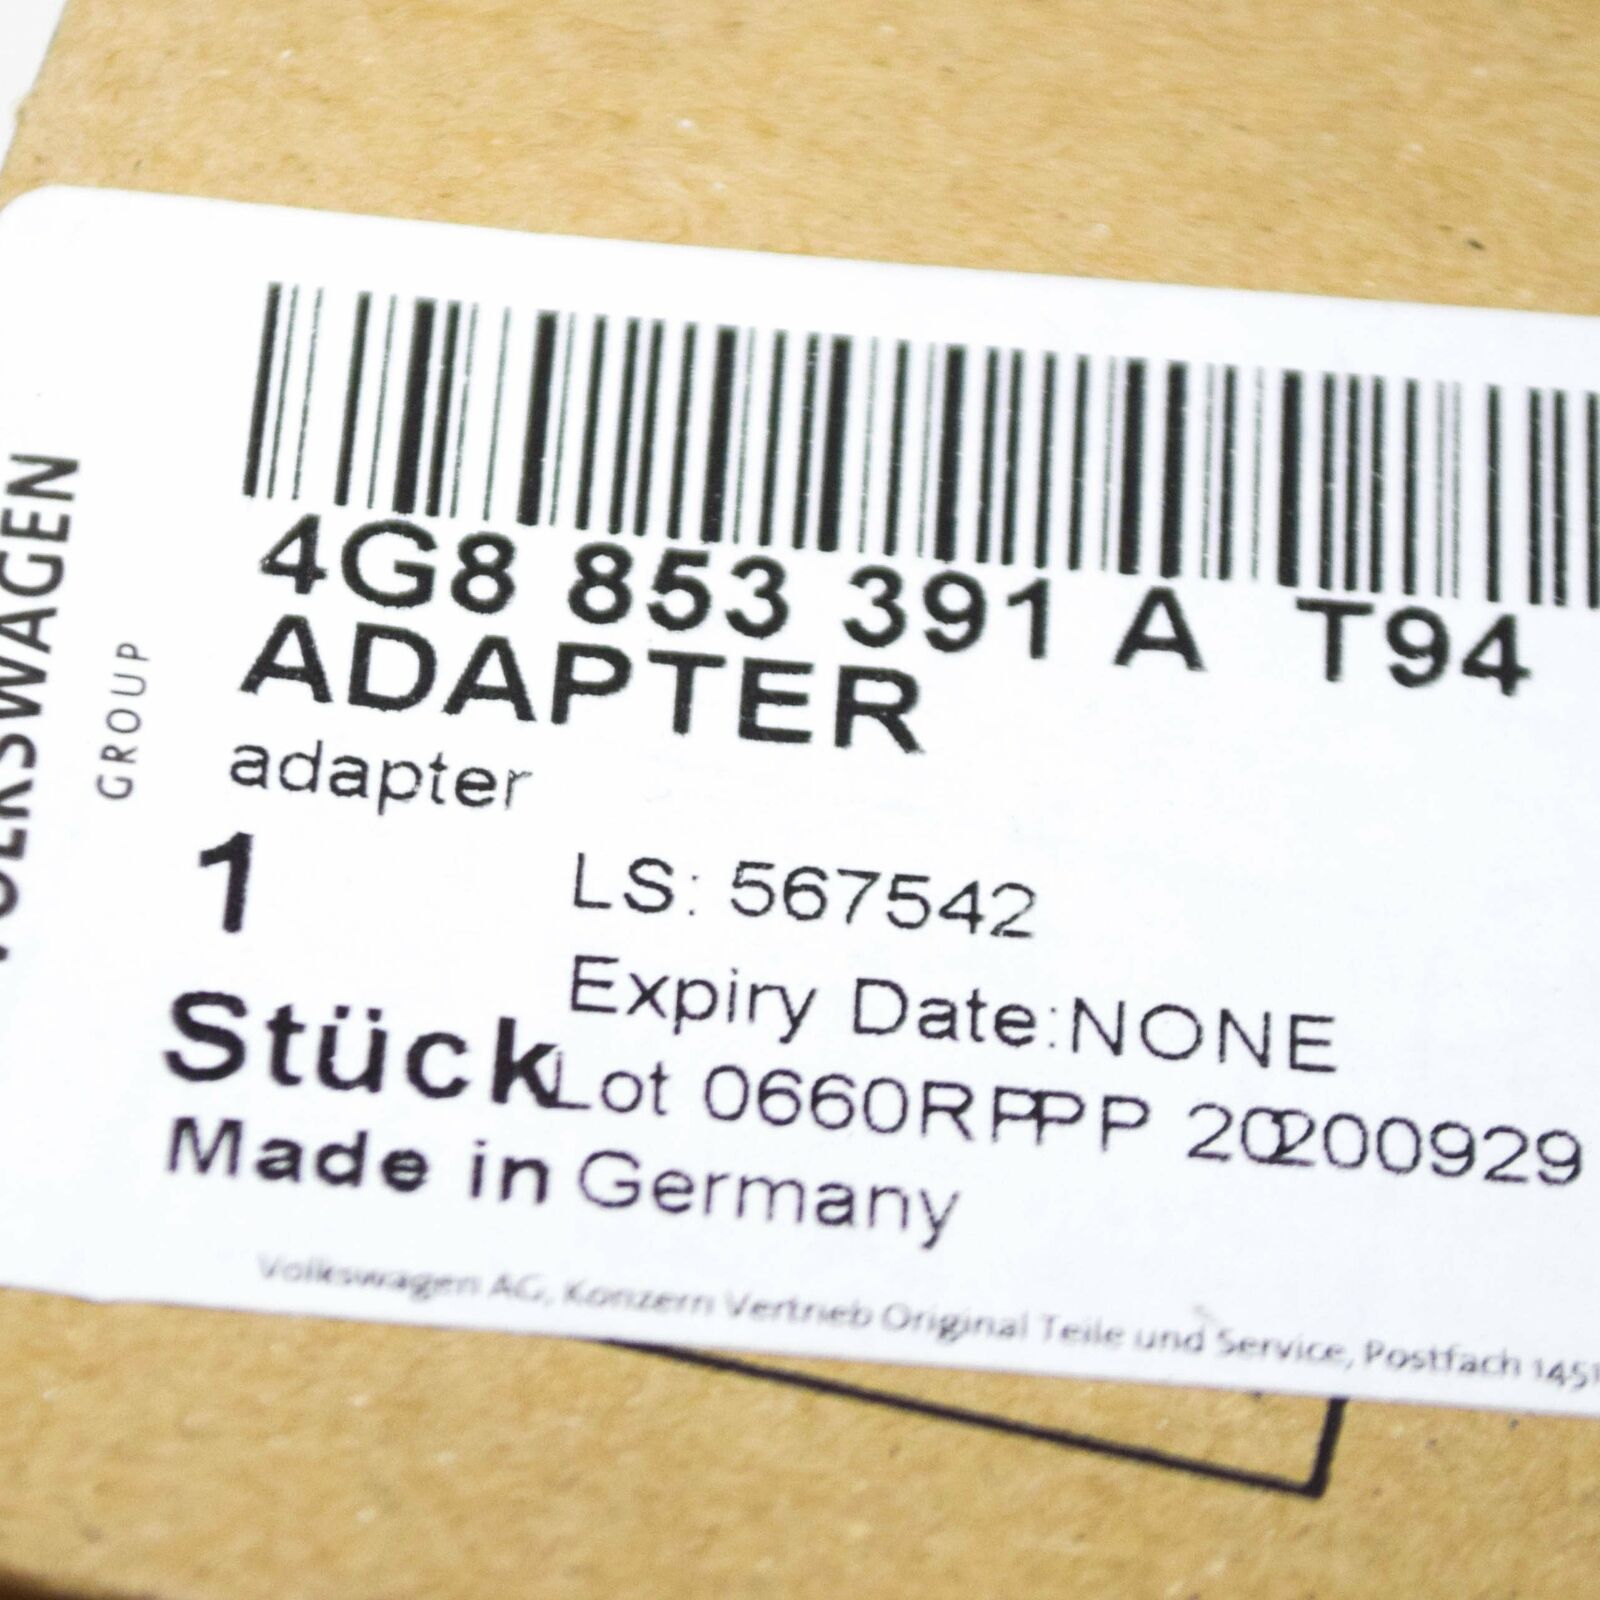 VOLKSWAGEN
GROUP
4G8 853 391 A T94
ADAPTER
adapter
1
LS: 567542
Stück
Expiry Date:NONE
Lot 0660RPPP 20200929
Made in Germany
Volkswagen AG, Konzern Vertrieb Original Teile und Service, Postfach 1451